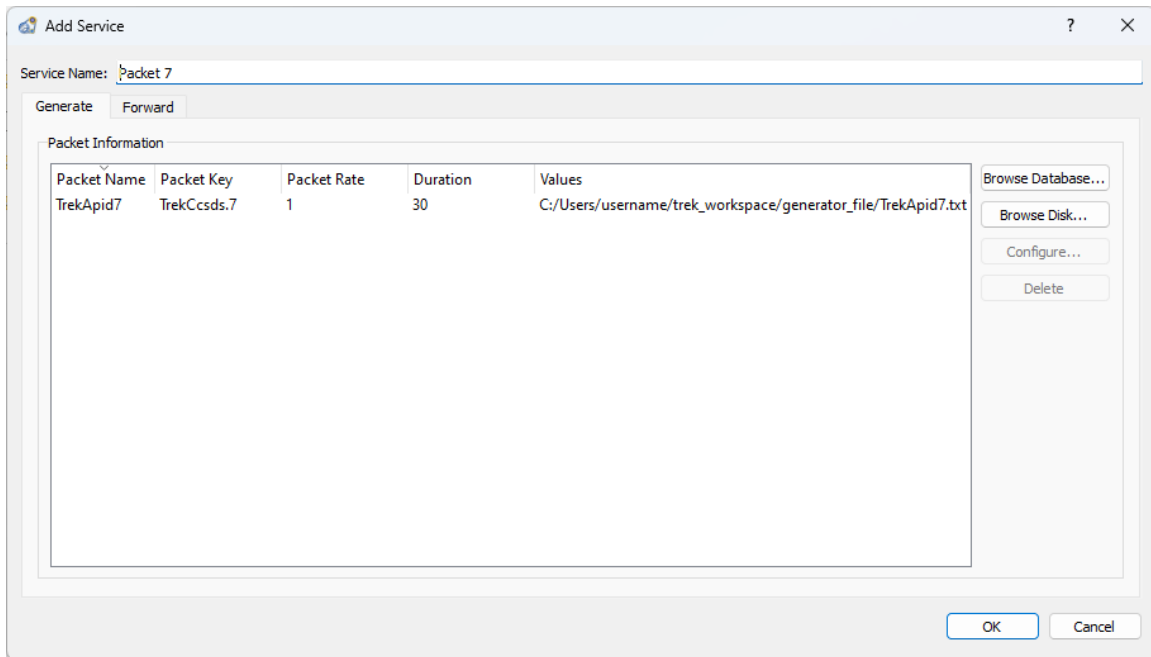 Add Service
?
Service Name: Packet 7
Generate Forward
Packet Information
Packet Name Packet Key Packet Rate Duration Values
TrekApid7 TrekCcsds.7 1 30 C:/Users/username/trek_workspace/generator_file/TrekApid7.txt
Browse Database...
Browse Disk...
Configure...
Delete
OK Cancel